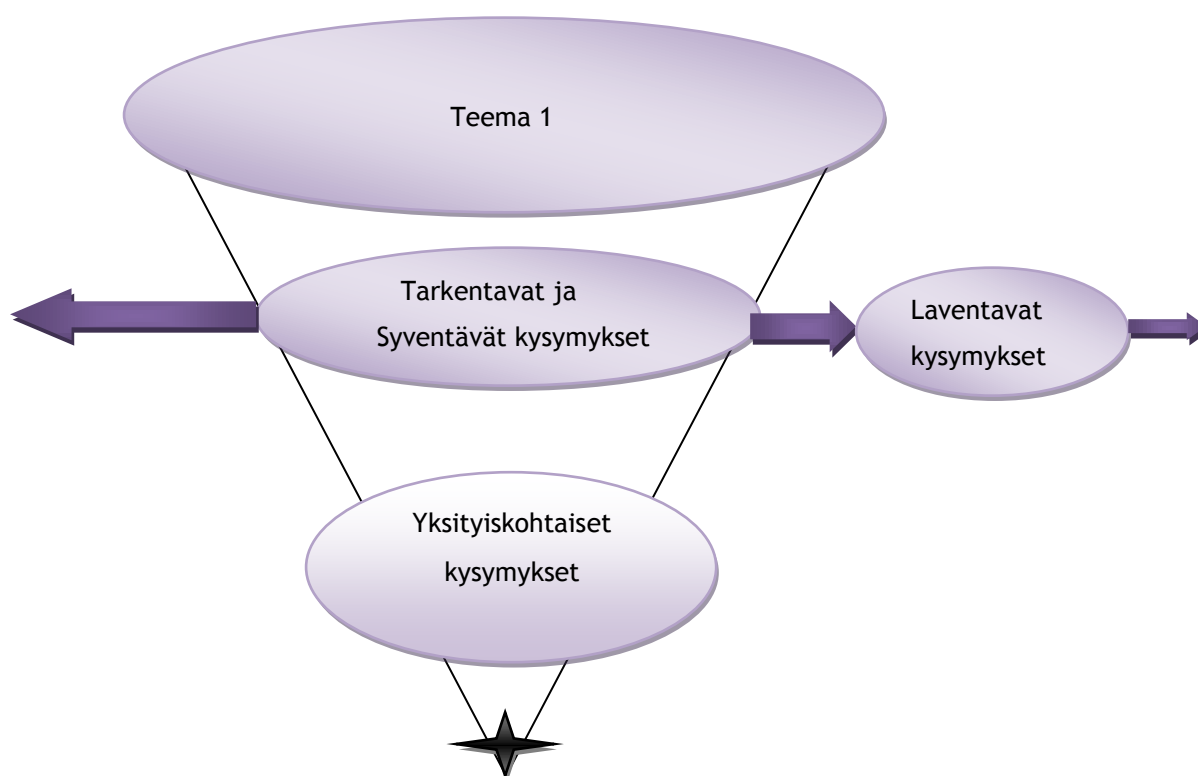 Teema 1
Tarkentavat ja
Syventävät kysymykset
Laventavat
kysymykset
Yksityiskohtaiset
kysymykset